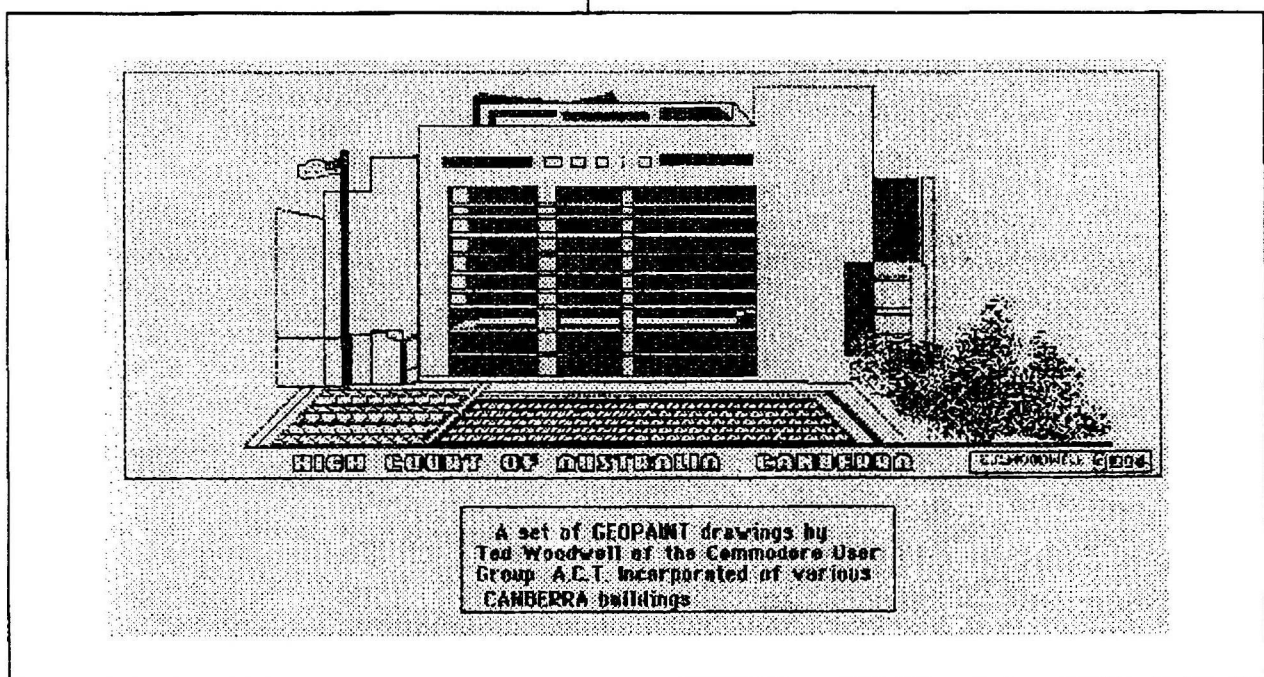 HIGH COURT OF AUSTRALIA CANBERRA
WOODWELL ©
A set of GEOPAINT drawings by
Ted Woodwell of the Commodore User
Group A.C.T. Incorporated of various
CANBERRA buildings